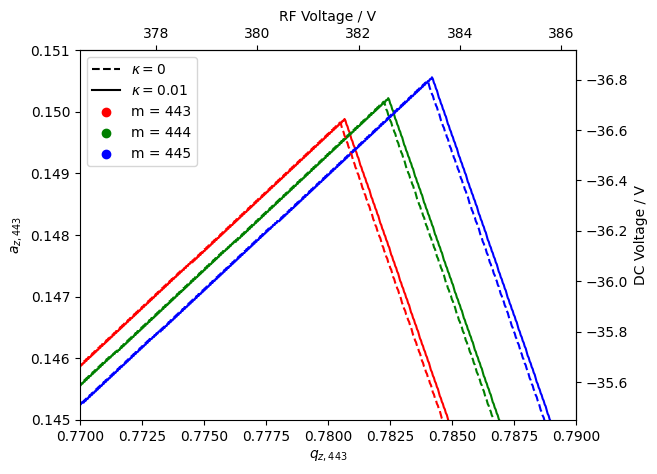 RF Voltage / V
378 380 382 384 386
0.151
0.150
0.149
0.148
0.147
0.146
0.145
κ = 0
κ = 0.01
m = 443
m = 444
m = 445
a_{z, 443}
−36.8
−36.6
−36.4
−36.2
−36.0
−35.8
−35.6
DC Voltage / V
0.7700 0.7725 0.7750 0.7775 0.7800 0.7825 0.7850 0.7875 0.7900
q_{z, 443}